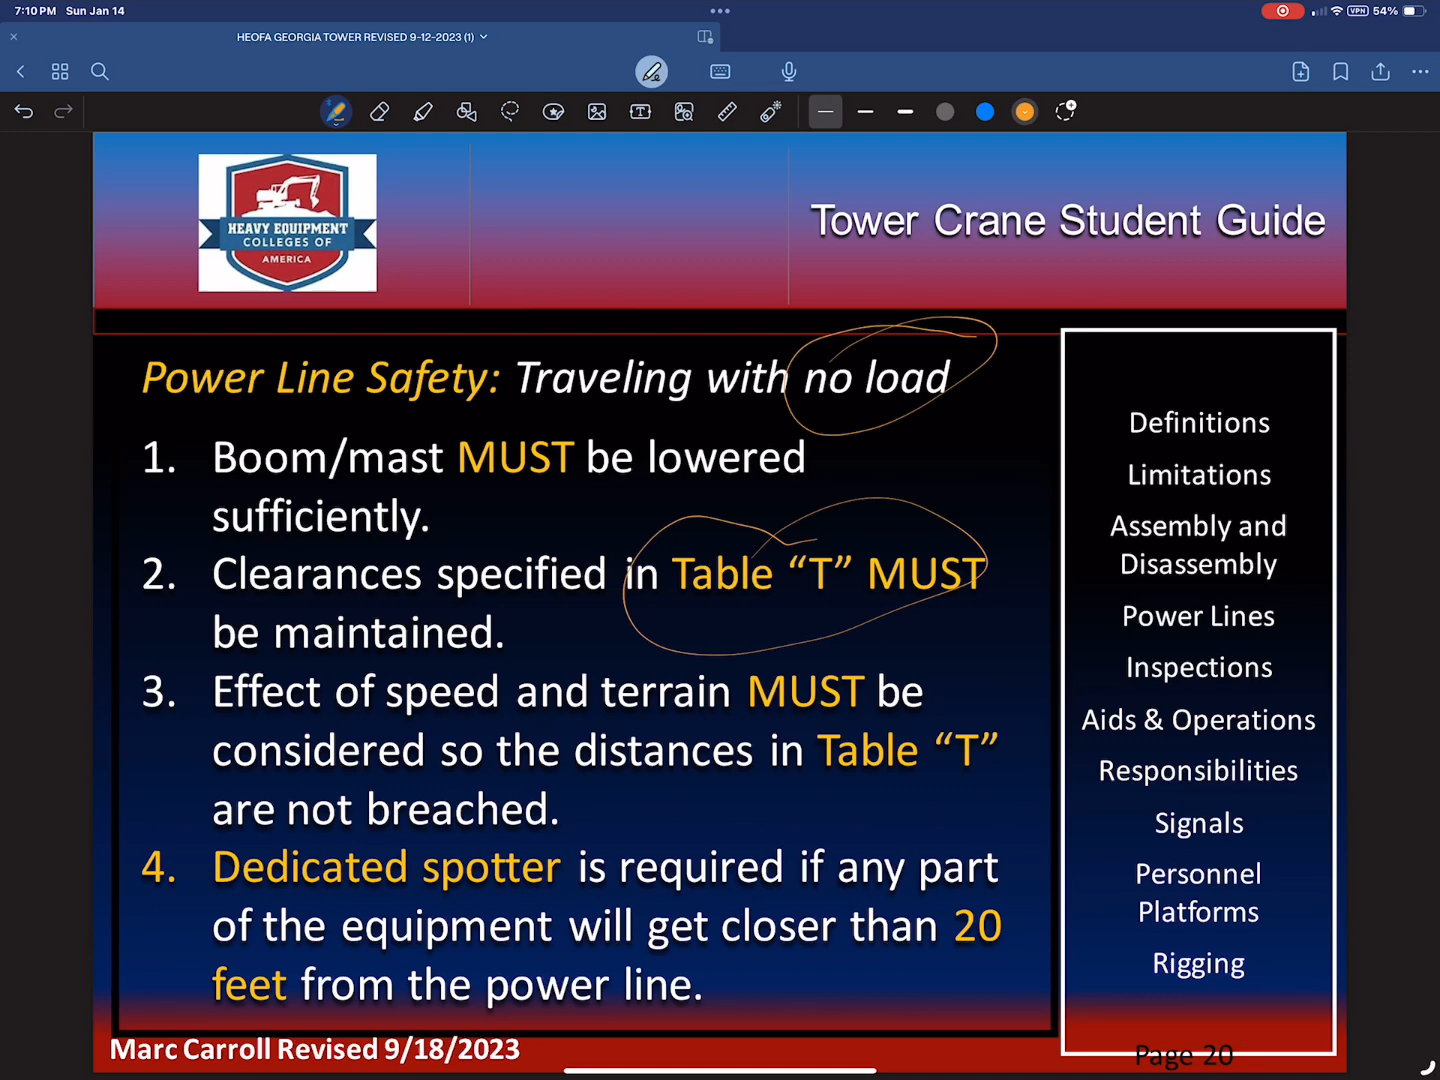 7:10 PM Sun Jan 14
VPN 54%
HEOFA GEORGIA TOWER REVISED 9-12-2023 (1)
HEAVY EQUIPMENT
COLLEGES OF
AMERICA
Tower Crane Student Guide
Power Line Safety: Traveling with no load
1. Boom/mast MUST be lowered
sufficiently.
2. Clearances specified in Table “T” MUST
be maintained.
3. Effect of speed and terrain MUST be
considered so the distances in Table “T”
are not breached.
4. Dedicated spotter is required if any part
of the equipment will get closer than 20
feet from the power line.
Definitions
Limitations
Assembly and
Disassembly
Power Lines
Inspections
Aids & Operations
Responsibilities
Signals
Personnel
Platforms
Rigging
Marc Carroll Revised 9/18/2023
Page 20